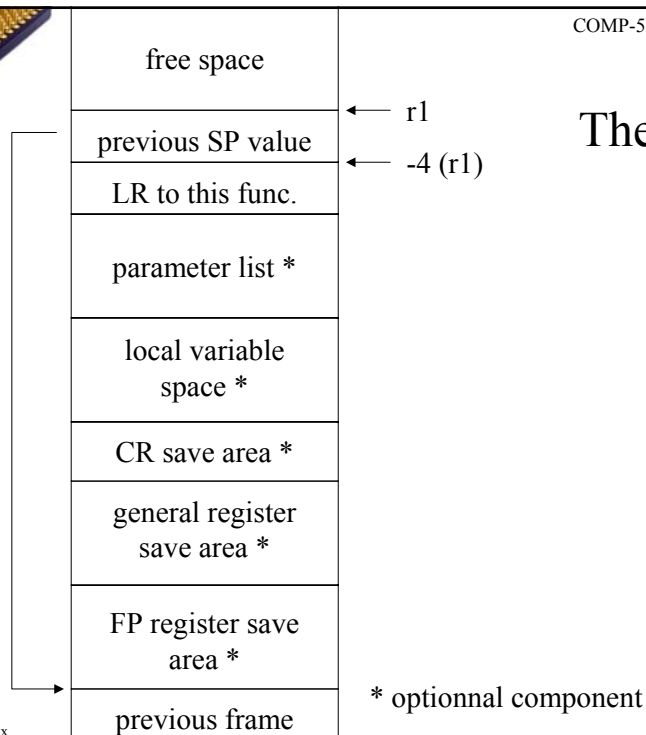 COMP-5
The
free space
r1
previous SP value
-4 (r1)
LR to this func.
parameter list *
local variable
space *
CR save area *
general register
save area *
FP register save
area *
* optionnal component
previous frame
x